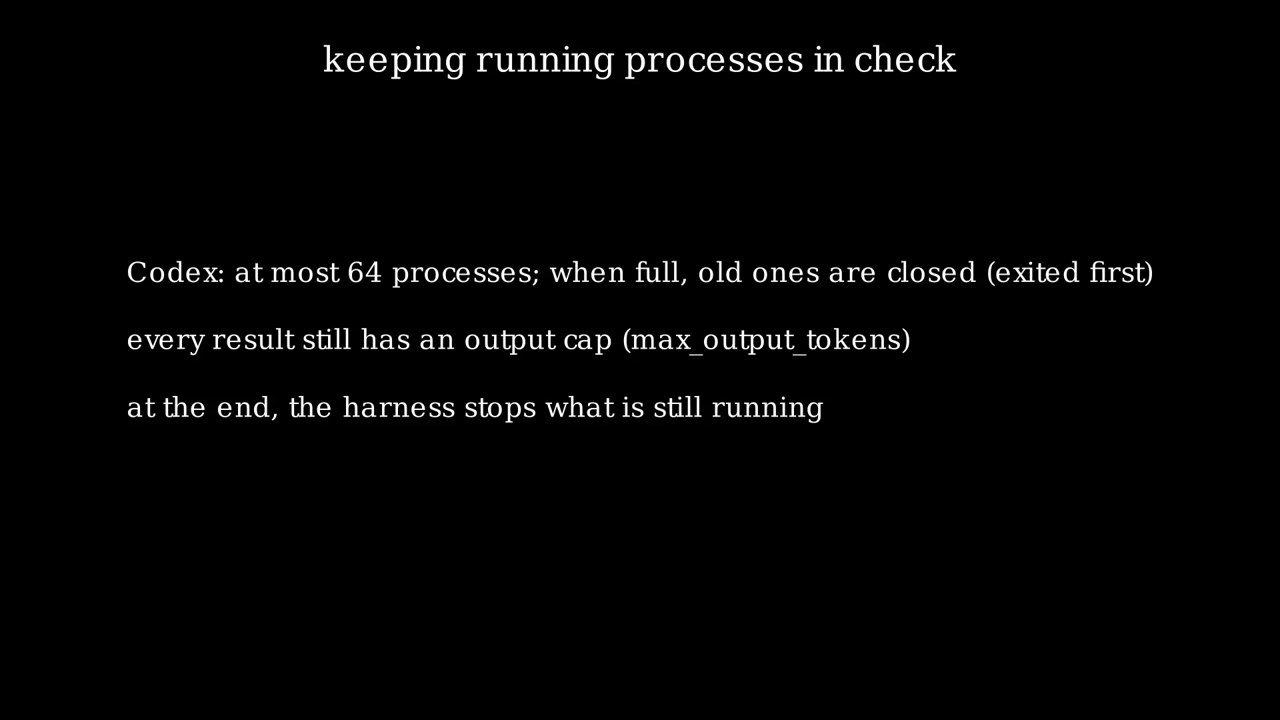 keeping running processes in check
Codex: at most 64 processes; when full, old ones are closed (exited first)
every result still has an output cap (max_output_tokens)
at the end, the harness stops what is still running